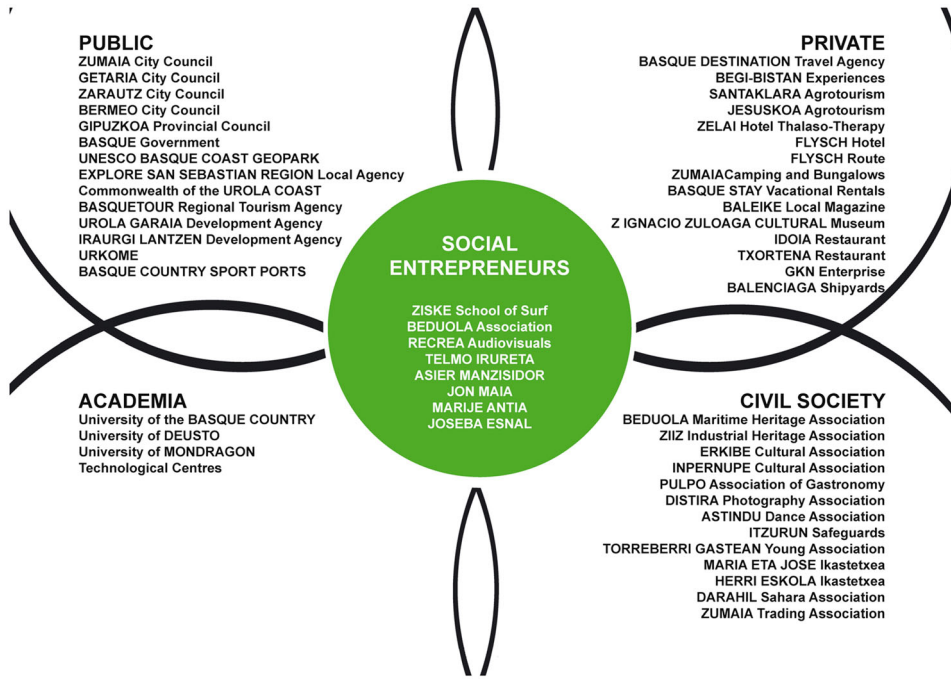 PUBLIC
ZUMAIA City Council
GETARIA City Council
ZARAUTZ City Council
BERMEO City Council
GIPUZKOA Provincial Council
BASQUE Government
UNESCO BASQUE COAST GEOPARK
EXPLORE SAN SEBASTIAN REGION Local Agency
Commonwealth of the UROLA COAST
BASQUETOUR Regional Tourism Agency
UROLA GARAIA Development Agency
IRAURGI LANTZEN Development Agency
URKOME
BASQUE COUNTRY SPORT PORTS
PRIVATE
BASQUE DESTINATION Travel Agency
BEGI-BISTAN Experiences
SANTAKLARA Agrotourism
JESUSKOA Agrotourism
ZELAI Hotel Thalaso-Therapy
FLYSCH Hotel
FLYSCH Route
ZUMAIACamping and Bungalows
BASQUE STAY Vacational Rentals
BALEIKE Local Magazine
Z IGNACIO ZULOAGA CULTURAL Museum
IDOIA Restaurant
TXORTENA Restaurant
GKN Enterprise
BALENCIAGA Shipyards
SOCIAL
ENTREPRENEURS
ZISKE School of Surf
BEDUOLA Association
RECREA Audiovisuals
TELMO IRURETA
ASIER MANZISIDOR
JON MAIA
MARIJE ANTIA
JOSEBA ESNAL
ACADEMIA
University of the BASQUE COUNTRY
University of DEUSTO
University of MONDRAGON
Technological Centres
CIVIL SOCIETY
BEDUOLA Maritime Heritage Association
ZIIZ Industrial Heritage Association
ERKIBE Cultural Association
INPERNUPE Cultural Association
PULPO Association of Gastronomy
DISTIRA Photography Association
ASTINDU Dance Association
ITZURUN Safeguards
TORREBERRI GASTEAN Young Association
MARIA ETA JOSE Ikastetxea
HERRI ESKOLA Ikastetxea
DARAHIL Sahara Association
ZUMAIA Trading Association